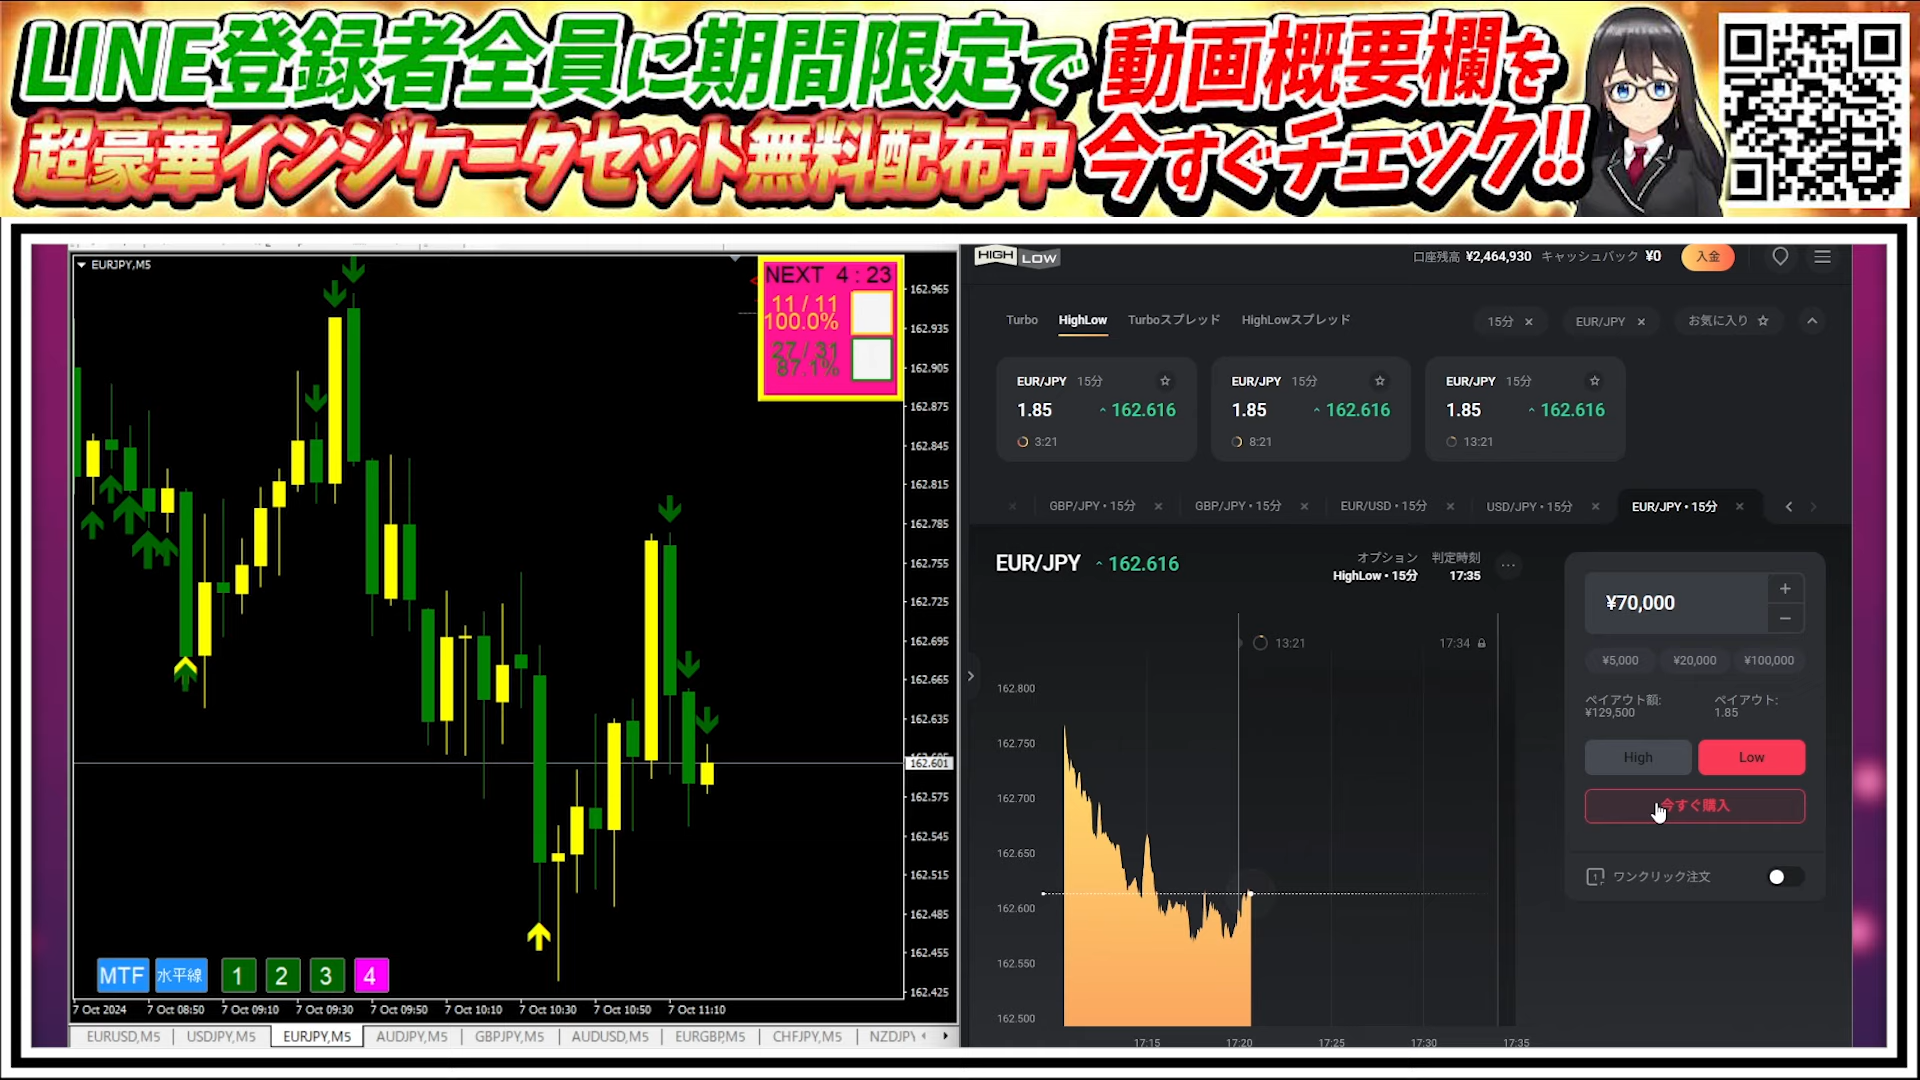 LINE登録者全員に期間限定で 動画概要欄を
超豪華インジケータセット無料配布中 今すぐチェック!!
EURJPY,M5
NEXT 4:23
11/11
100.0%
27/31
87.1%
162.965
162.935
162.905
162.875
162.845
162.815
162.785
162.755
162.725
162.695
162.665
162.635
162.601
162.575
162.545
162.515
162.485
162.455
162.425
MTF 水平線 1 2 3 4
7 Oct 2024 7 Oct 08:50 7 Oct 09:10 7 Oct 09:30 7 Oct 09:50 7 Oct 10:10 7 Oct 10:30 7 Oct 10:50 7 Oct 11:10
EURUSD,M5 USDJPY,M5 EURJPY,M5 AUDJPY,M5 GBPJPY,M5 AUDUSD,M5 EURGBP,M5 CHFJPY,M5 NZDJPY
HIGH LOW 口座残高 ¥2,464,930 キャッシュバック ¥0 入金
Turbo HighLow Turboスプレッド HighLowスプレッド 15分 EUR/JPY お気に入り
EUR/JPY 15分 EUR/JPY 15分 EUR/JPY 15分
1.85 162.616 1.85 162.616 1.85 162.616
3:21 8:21 13:21
GBP/JPY • 15分 GBP/JPY • 15分 EUR/USD • 15分 USD/JPY • 15分 EUR/JPY • 15分
EUR/JPY 162.616
オプション 判定時刻
HighLow • 15分 17:35
13:21 17:34
162.800
162.750
162.700
162.650
162.600
162.550
162.500
17:15 17:20 17:25 17:30 17:35
¥70,000
¥5,000 ¥20,000 ¥100,000
ペイアウト額: ペイアウト:
¥129,500 1.85
High Low
今すぐ購入
ワンクリック注文